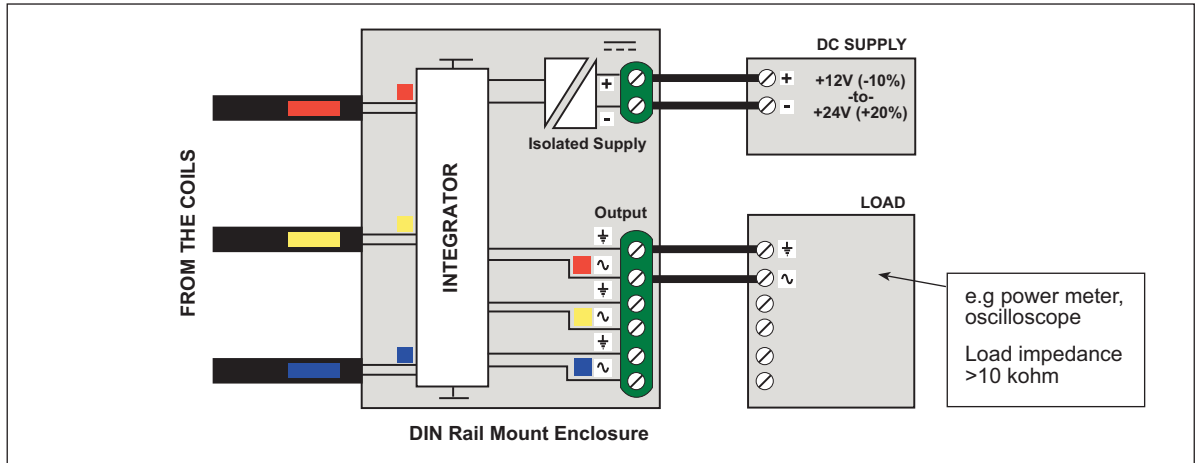 FROM THE COILS
INTEGRATOR
+
-
Isolated Supply
Output
DIN Rail Mount Enclosure
DC SUPPLY
+
-
+12V (-10%)
-to-
+24V (+20%)
LOAD
e.g power meter,
oscilloscope
Load impedance
>10 kohm